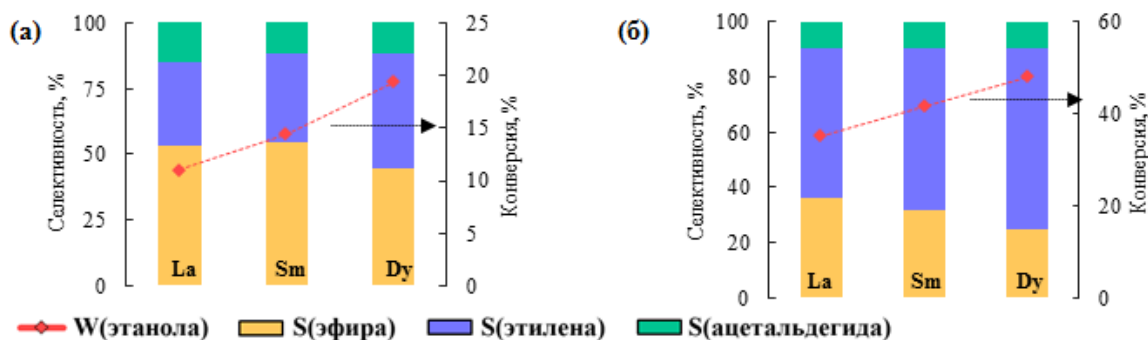 (а)
Селективность, %
100
75
50
25
0
La
Sm
Dy
25
20
15
10
5
0
Конверсия, %
(б)
Селективность, %
100
80
60
40
20
0
La
Sm
Dy
60
40
20
0
Конверсия, %
W(этанола) S(эфира) S(этилена) S(ацетальдегида)